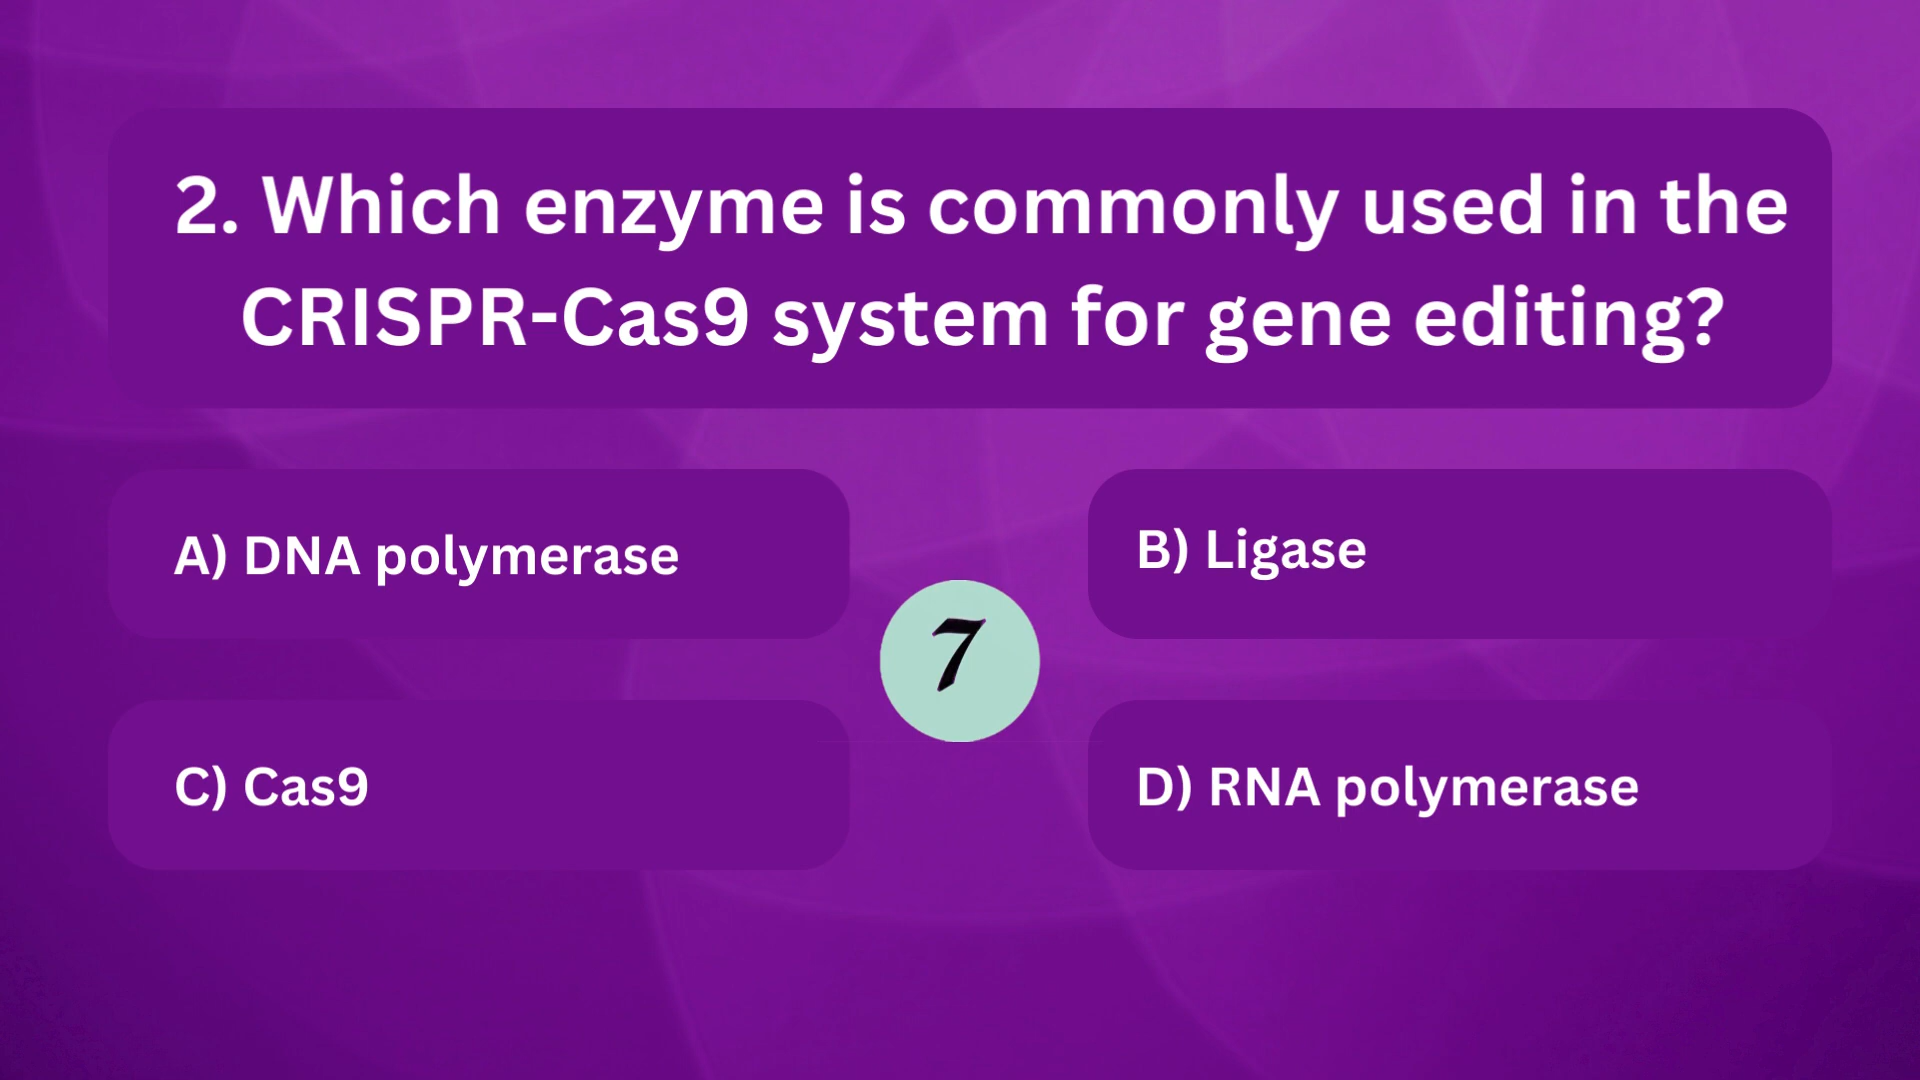 2. Which enzyme is commonly used in the
CRISPR-Cas9 system for gene editing?
A) DNA polymerase
B) Ligase
7
C) Cas9
D) RNA polymerase